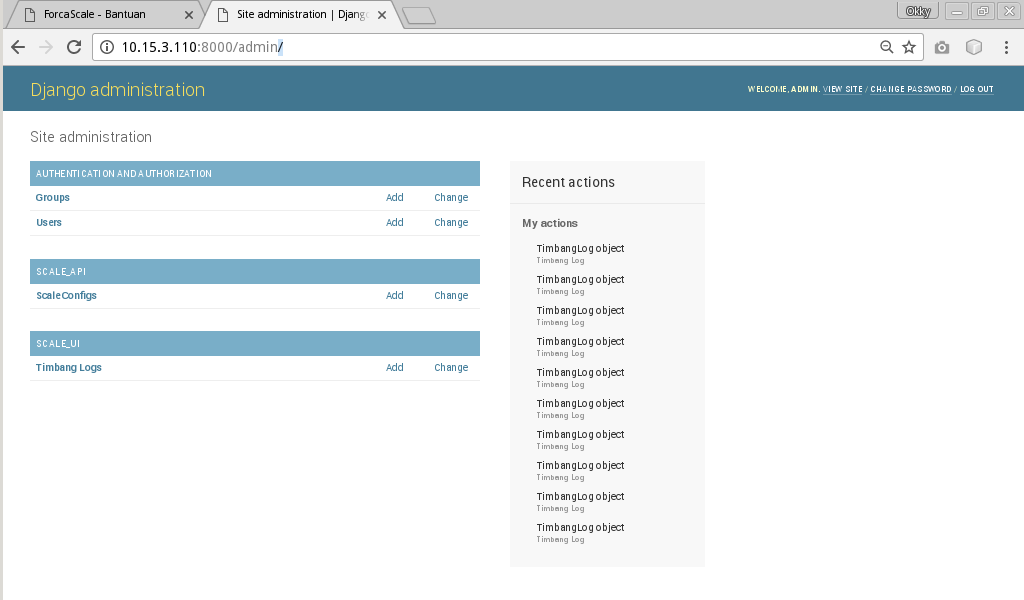 ForcaScale - Bantuan
Site administration | Djang
Okky
10.15.3.110:8000/admin/
Django administration
WELCOME, ADMIN. VIEW SITE / CHANGE PASSWORD / LOG OUT
Site administration
AUTHENTICATION AND AUTHORIZATION
Groups Add Change
Users Add Change
SCALE_API
ScaleConfigs Add Change
SCALE_UI
Timbang Logs Add Change
Recent actions
My actions
TimbangLog object
Timbang Log
TimbangLog object
Timbang Log
TimbangLog object
Timbang Log
TimbangLog object
Timbang Log
TimbangLog object
Timbang Log
TimbangLog object
Timbang Log
TimbangLog object
Timbang Log
TimbangLog object
Timbang Log
TimbangLog object
Timbang Log
TimbangLog object
Timbang Log